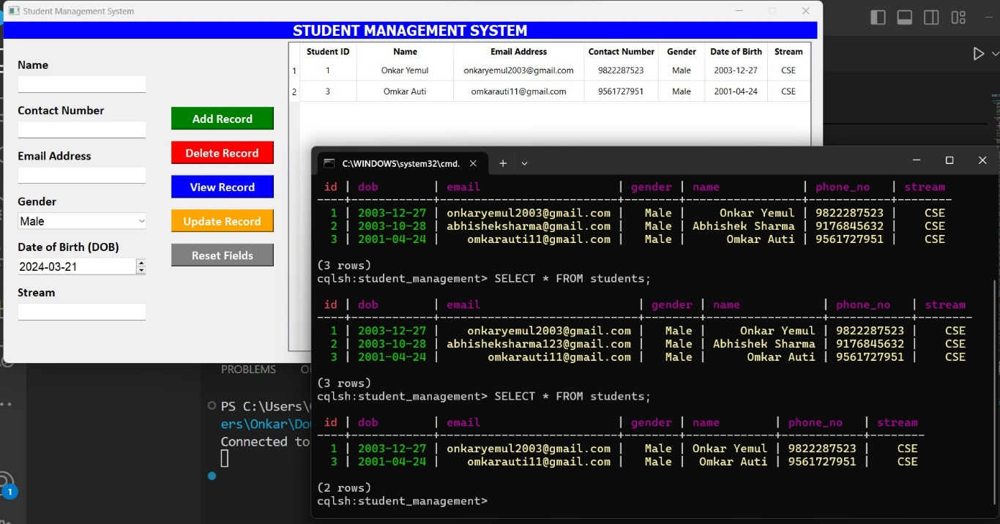 Student Management System
STUDENT MANAGEMENT SYSTEM
Name
Contact Number
Email Address
Gender
Male
Date of Birth (DOB)
2024-03-21
Stream
Add Record
Delete Record
View Record
Update Record
Reset Fields
Student ID Name Email Address Contact Number Gender Date of Birth Stream
1 1 Onkar Yemul onkaryemul2003@gmail.com 9822287523 Male 2003-12-27 CSE
2 3 Omkar Auti omkarauti11@gmail.com 9561727951 Male 2001-04-24 CSE
C:\WINDOWS\system32\cmd.
id | dob | email | gender | name | phone_no | stream
----+------------+--------------------------+--------+-----------------+------------+--------
1 | 2003-12-27 | onkaryemul2003@gmail.com | Male | Onkar Yemul | 9822287523 | CSE
2 | 2003-10-28 | abhisheksharma@gmail.com | Male | Abhishek Sharma | 9176845632 | CSE
3 | 2001-04-24 | omkarauti11@gmail.com | Male | Omkar Auti | 9561727951 | CSE
(3 rows)
cqlsh:student_management> SELECT * FROM students;
id | dob | email | gender | name | phone_no | stream
----+------------+-----------------------------+--------+-----------------+------------+--------
1 | 2003-12-27 | onkaryemul2003@gmail.com | Male | Onkar Yemul | 9822287523 | CSE
2 | 2003-10-28 | abhisheksharma123@gmail.com | Male | Abhishek Sharma | 9176845632 | CSE
3 | 2001-04-24 | omkarauti11@gmail.com | Male | Omkar Auti | 9561727951 | CSE
(3 rows)
cqlsh:student_management> SELECT * FROM students;
id | dob | email | gender | name | phone_no | stream
----+------------+--------------------------+--------+-------------+------------+--------
1 | 2003-12-27 | onkaryemul2003@gmail.com | Male | Onkar Yemul | 9822287523 | CSE
3 | 2001-04-24 | omkarauti11@gmail.com | Male | Omkar Auti | 9561727951 | CSE
(2 rows)
cqlsh:student_management>
PROBLEMS
PS C:\Users\
ers\Onkar\Do
Connected to
1